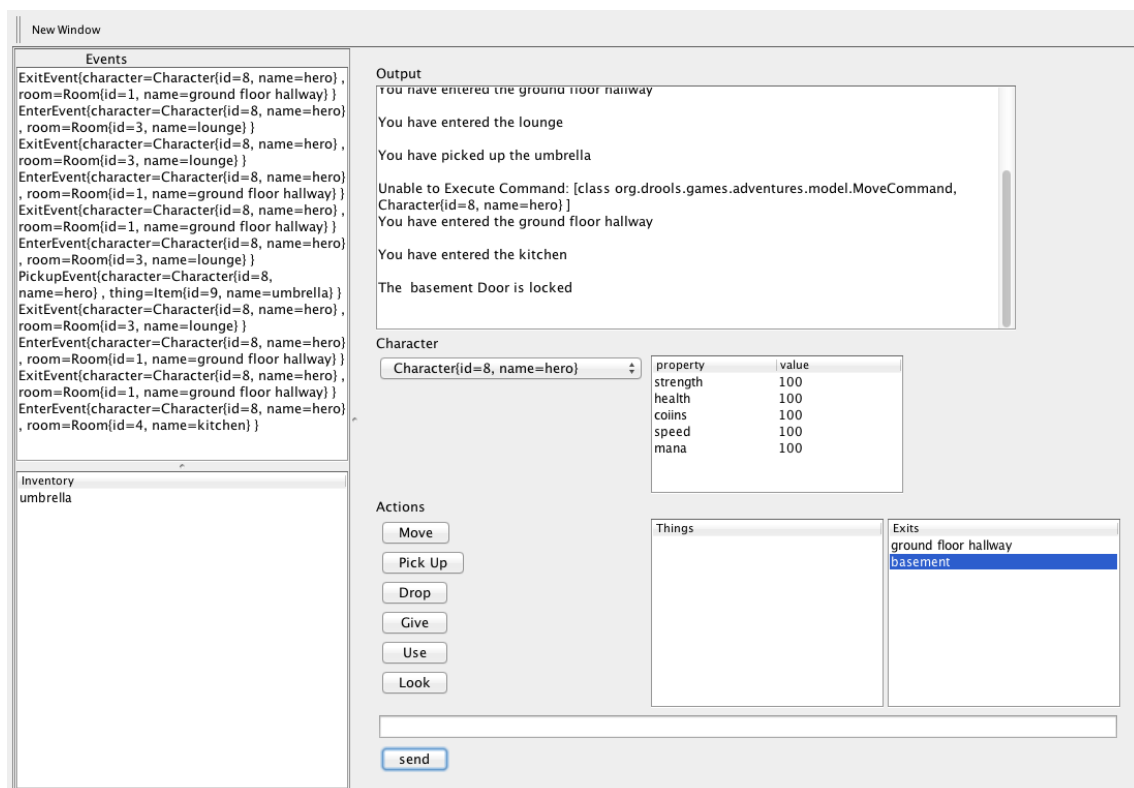 New Window
Events
ExitEvent{character=Character{id=8, name=hero} ,
room=Room{id=1, name=ground floor hallway} }
EnterEvent{character=Character{id=8, name=hero}
, room=Room{id=3, name=lounge} }
ExitEvent{character=Character{id=8, name=hero} ,
room=Room{id=3, name=lounge} }
EnterEvent{character=Character{id=8, name=hero}
, room=Room{id=1, name=ground floor hallway} }
ExitEvent{character=Character{id=8, name=hero} ,
room=Room{id=1, name=ground floor hallway} }
EnterEvent{character=Character{id=8, name=hero}
, room=Room{id=3, name=lounge} }
PickupEvent{character=Character{id=8,
name=hero} , thing=Item{id=9, name=umbrella} }
ExitEvent{character=Character{id=8, name=hero} ,
room=Room{id=3, name=lounge} }
EnterEvent{character=Character{id=8, name=hero}
, room=Room{id=1, name=ground floor hallway} }
ExitEvent{character=Character{id=8, name=hero} ,
room=Room{id=1, name=ground floor hallway} }
EnterEvent{character=Character{id=8, name=hero}
, room=Room{id=4, name=kitchen} }
Inventory
umbrella
Output
You have entered the ground floor hallway
You have entered the lounge
You have picked up the umbrella
Unable to Execute Command: [class org.drools.games.adventures.model.MoveCommand,
Character{id=8, name=hero} ]
You have entered the ground floor hallway
You have entered the kitchen
The  basement Door is locked
Character
Character{id=8, name=hero}
property value
strength 100
health 100
coiins 100
speed 100
mana 100
Actions
Move
Pick Up
Drop
Give
Use
Look
Things
Exits
ground floor hallway
basement
send